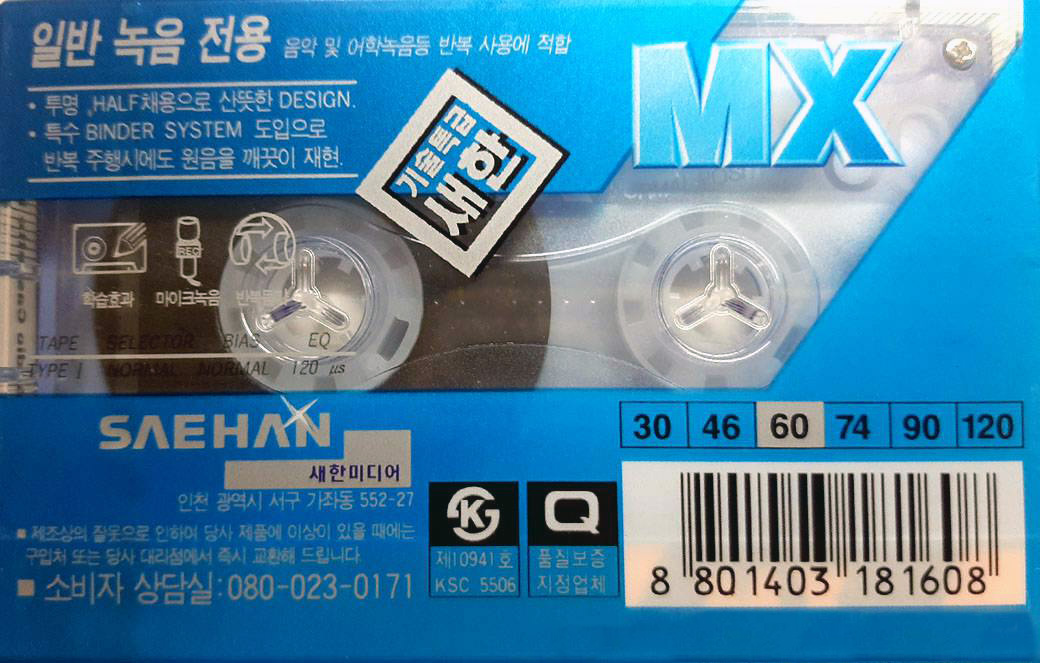 일반 녹음 전용 음악 및 어학녹음등 반복 사용에 적합
• 투명 ,HALF채용으로 산뜻한 DESIGN.
• 특수 BINDER SYSTEM 도입으로
반복 주행시에도 원음을 깨끗이 재현.
기술특급
새한
MX
REC
학습효과 마이크녹음
TAPE SELECTOR BIAS EQ
TYPE I NORMAL NORMAL 120 μs
SAEHAN
새한미디어
인천 광역시 서구 가좌동 552-27
■ 제조상의 잘못으로 인하여 당사 제품에 이상이 있을 때에는
구입처 또는 당사 대리점에서 즉시 교환해 드립니다.
■ 소비자 상담실:080-023-0171
K
제10941호
KSC 5506
Q
품질보증
지정업체
30 46 60 74 90 120
8 801403 181608